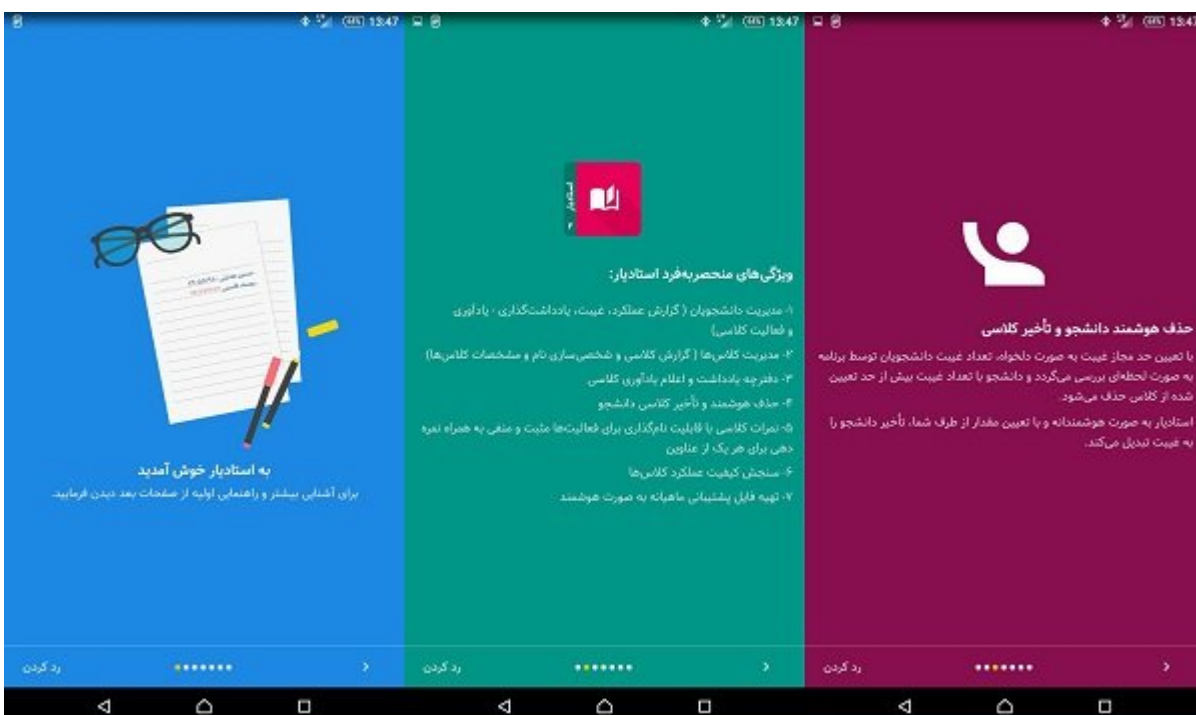 13:47
به استادیار خوش آمدید
برای آشنایی بیشتر و راهنمایی اولیه از صفحات بعد دیدن فرمایید.
رد کردن
13:47
استادیار
ویژگی‌های منحصربه‌فرد استادیار:
۱- مدیریت دانشجویان ( گزارش عملکرد، غیبت، یادداشت‌گذاری - یادآوری
و فعالیت کلاسی)
۲- مدیریت کلاس‌ها ( گزارش کلاسی و شخصی‌سازی نام و مشخصات کلاس‌ها)
۳- دفترچه یادداشت و اعلام یادآوری کلاسی
۴- حذف هوشمند و تأخیر کلاسی دانشجو
۵- نمرات کلاسی با قابلیت نام‌گذاری برای فعالیت‌ها مثبت و منفی به همراه نمره
دهی برای هر یک از عناوین
۶- سنجش کیفیت عملکرد کلاس‌ها
۷- تهیه فایل پشتیبانی ماهیانه به صورت هوشمند
رد کردن
13:47
حذف هوشمند دانشجو و تأخیر کلاسی
با تعیین حد مجاز غیبت به صورت دلخواه، تعداد غیبت دانشجویان توسط برنامه
به صورت لحظه‌ای بررسی می‌گردد و دانشجو با تعداد غیبت بیش از حد تعیین
شده از کلاس حذف می‌شود.
استادیار به صورت هوشمندانه و با تعیین مقدار از طرف شما، تأخیر دانشجو را
به غیبت تبدیل می‌کند.
رد کردن